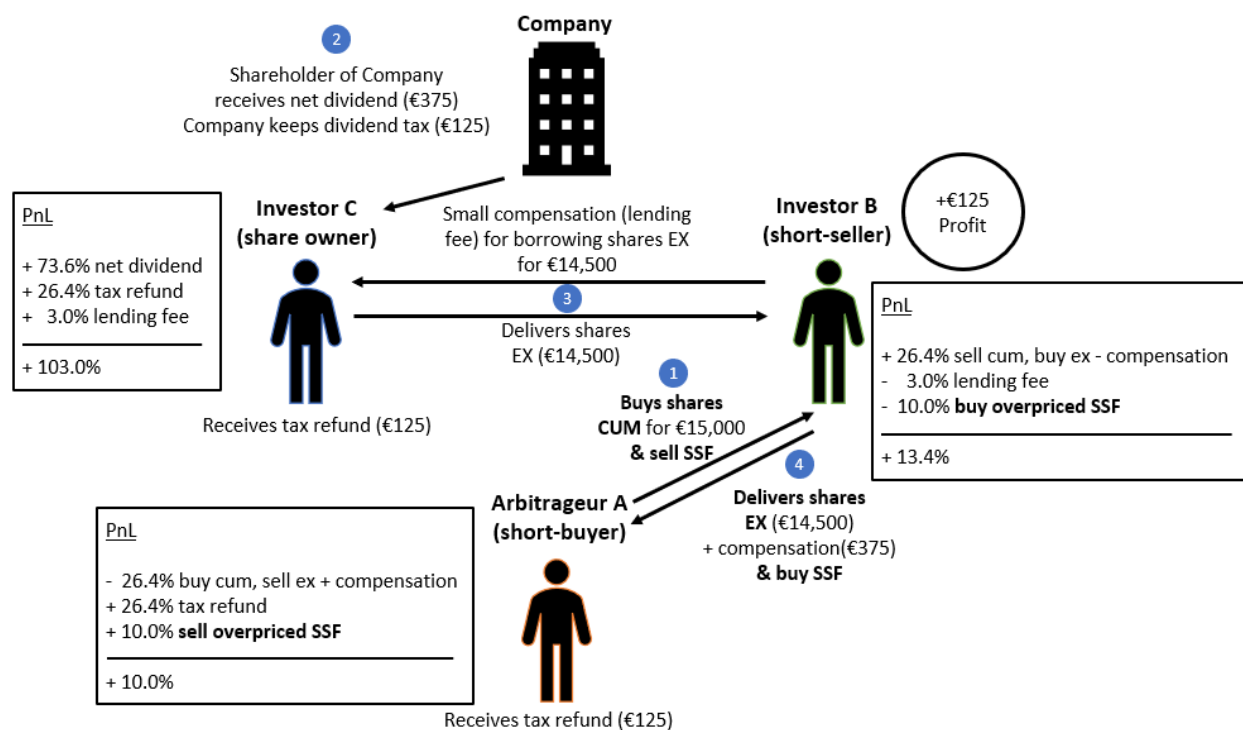 Company
2
Shareholder of Company
receives net dividend (€375)
Company keeps dividend tax (€125)
PnL
+ 73.6% net dividend
+ 26.4% tax refund
+ 3.0% lending fee
+ 103.0%
Investor C
(share owner)
Receives tax refund (€125)
Small compensation (lending
fee) for borrowing shares EX
for €14,500
3
Delivers shares
EX (€14,500)
Investor B
(short-seller)
+€125
Profit
PnL
+ 26.4% sell cum, buy ex - compensation
- 3.0% lending fee
- 10.0% buy overpriced SSF
+ 13.4%
1
Buys shares
CUM for €15,000
& sell SSF
4
Delivers shares
EX (€14,500)
+ compensation(€375)
& buy SSF
Arbitrageur A
(short-buyer)
PnL
- 26.4% buy cum, sell ex + compensation
+ 26.4% tax refund
+ 10.0% sell overpriced SSF
+ 10.0%
Receives tax refund (€125)